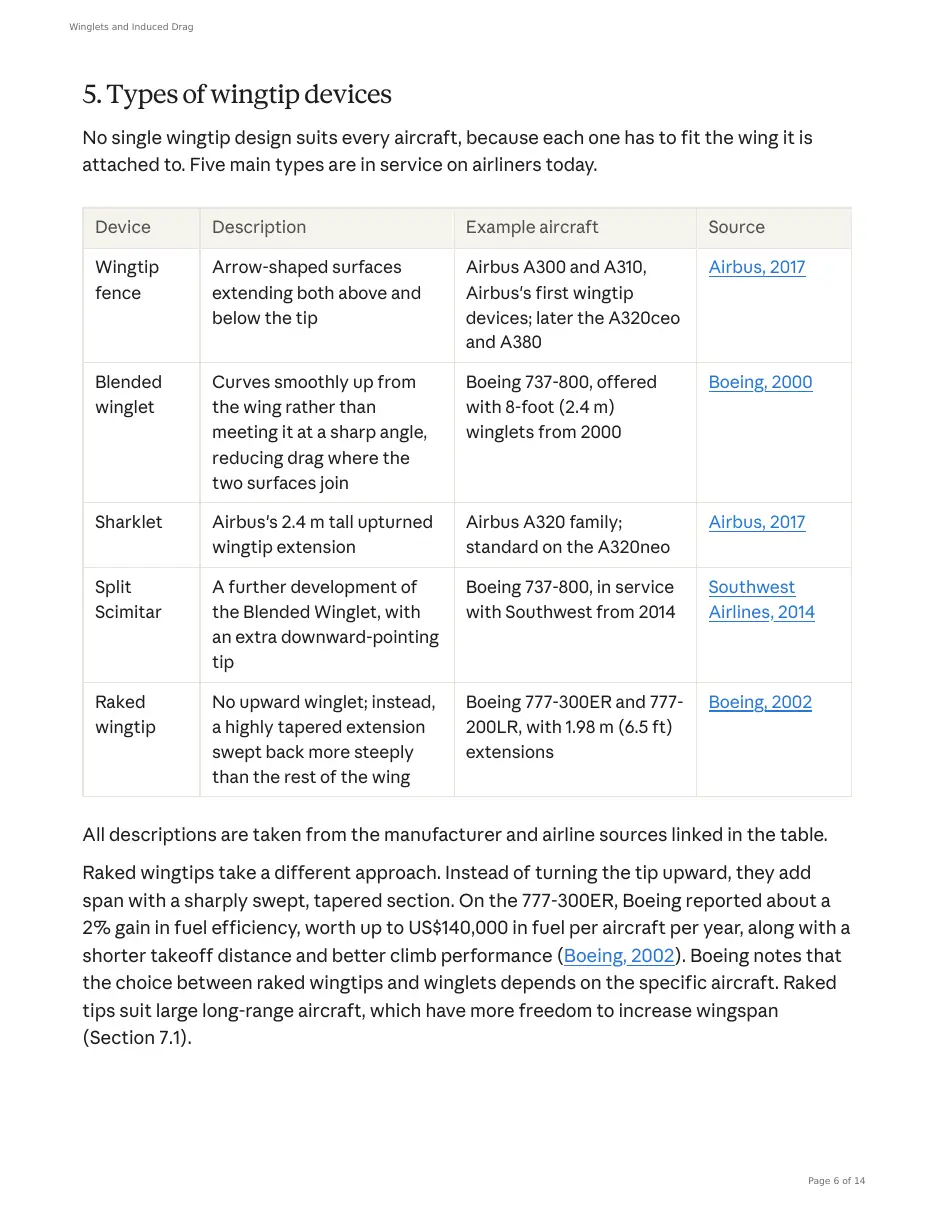 Winglets and Induced Drag
5. Types of wingtip devices
No single wingtip design suits every aircraft, because each one has to fit the wing it is
attached to. Five main types are in service on airliners today.
Device Description Example aircraft Source
Wingtip
fence
Arrow-shaped surfaces
extending both above and
below the tip
Airbus A300 and A310,
Airbus's first wingtip
devices; later the A320ceo
and A380
Airbus, 2017
Blended
winglet
Curves smoothly up from
the wing rather than
meeting it at a sharp angle,
reducing drag where the
two surfaces join
Boeing 737-800, offered
with 8-foot (2.4 m)
winglets from 2000
Boeing, 2000
Sharklet
Airbus's 2.4 m tall upturned
wingtip extension
Airbus A320 family;
standard on the A320neo
Airbus, 2017
Split
Scimitar
A further development of
the Blended Winglet, with
an extra downward-pointing
tip
Boeing 737-800, in service
with Southwest from 2014
Southwest
Airlines, 2014
Raked
wingtip
No upward winglet; instead,
a highly tapered extension
swept back more steeply
than the rest of the wing
Boeing 777-300ER and 777-
200LR, with 1.98 m (6.5 ft)
extensions
Boeing, 2002
All descriptions are taken from the manufacturer and airline sources linked in the table.
Raked wingtips take a different approach. Instead of turning the tip upward, they add
span with a sharply swept, tapered section. On the 777-300ER, Boeing reported about a
2% gain in fuel efficiency, worth up to US$140,000 in fuel per aircraft per year, along with a
shorter takeoff distance and better climb performance (Boeing, 2002). Boeing notes that
the choice between raked wingtips and winglets depends on the specific aircraft. Raked
tips suit large long-range aircraft, which have more freedom to increase wingspan
(Section 7.1).
Page 6 of 14